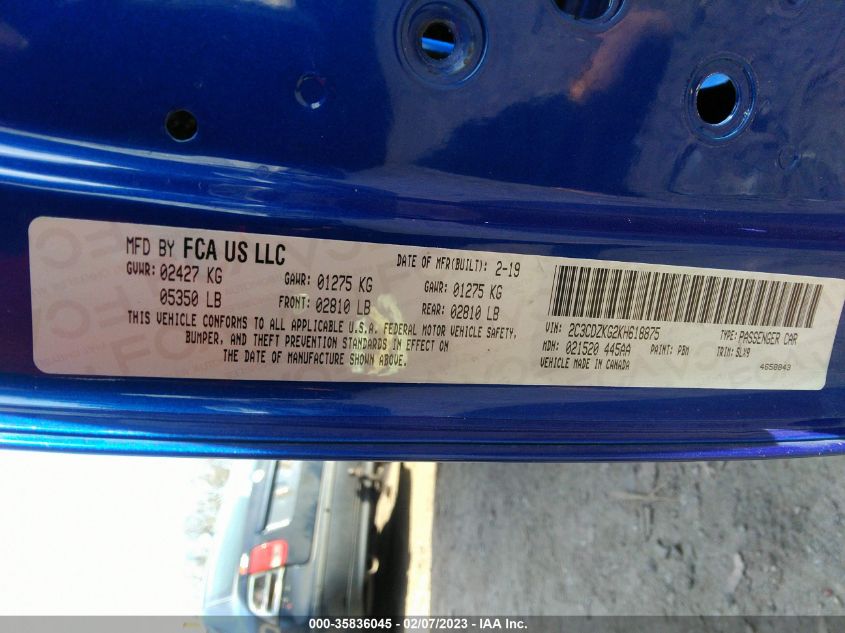 MFD BY FCA US LLC
DATE OF MFR(BUILT): 2-19
GVWR: 02427 KG
GAWR: 01275 KG
GAWR: 01275 KG
05350 LB
FRONT: 02810 LB
REAR: 02810 LB
THIS VEHICLE CONFORMS TO ALL APPLICABLE U.S.A. FEDERAL MOTOR VEHICLE SAFETY,
BUMPER, AND THEFT PREVENTION STANDARDS IN EFFECT ON
THE DATE OF MANUFACTURE SHOWN ABOVE.
VIN: 2C3CDZKG2KH618875
TYPE: PASSENGER CAR
MDH: 021520 445AA
PAINT: PBM
TRIM: SLX9
VEHICLE MADE IN CANADA
4658843
000-35836045 — 02/07/2023 — IAA Inc.